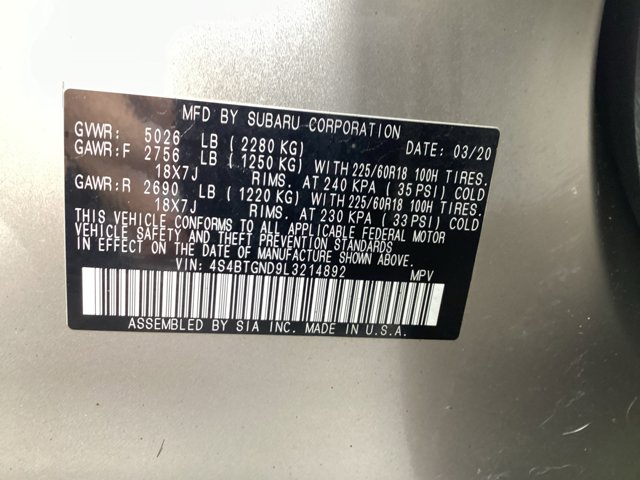 MFD BY SUBARU CORPORATION
GVWR: 5026 LB (2280 KG) DATE: 03/20
GAWR:F 2756 LB (1250 KG) WITH 225/60R18 100H TIRES.
18X7J RIMS. AT 240 KPA (35 PSI) COLD
GAWR:R 2690 LB (1220 KG) WITH 225/60R18 100H TIRES.
18X7J RIMS. AT 230 KPA (33 PSI) COLD
THIS VEHICLE CONFORMS TO ALL APPLICABLE FEDERAL MOTOR
VEHICLE SAFETY AND THEFT PREVENTION STANDARDS
IN EFFECT ON THE DATE OF MANUFACTURE SHOWN ABOVE.
VIN: 4S4BTGND9L3214892 MPV
ASSEMBLED BY SIA INC. MADE IN U.S.A.